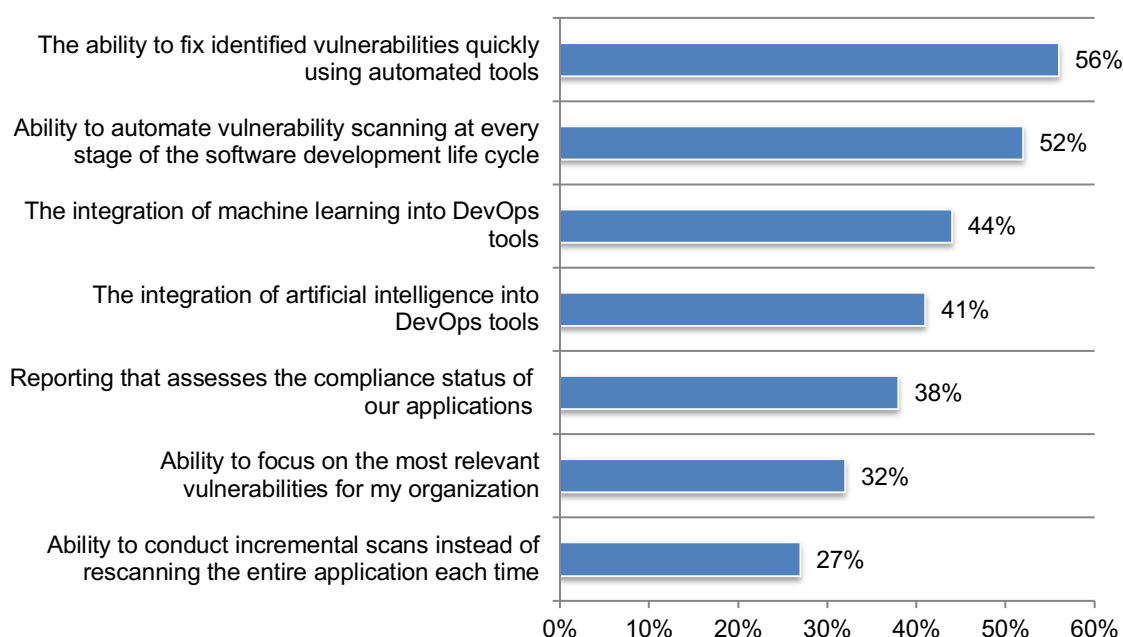 The ability to fix identified vulnerabilities quickly
using automated tools
56%
Ability to automate vulnerability scanning at every
stage of the software development life cycle
52%
The integration of machine learning into DevOps
tools
44%
The integration of artificial intelligence into
DevOps tools
41%
Reporting that assesses the compliance status of
our applications
38%
Ability to focus on the most relevant
vulnerabilities for my organization
32%
Ability to conduct incremental scans instead of
rescanning the entire application each time
27%
0% 10% 20% 30% 40% 50% 60%